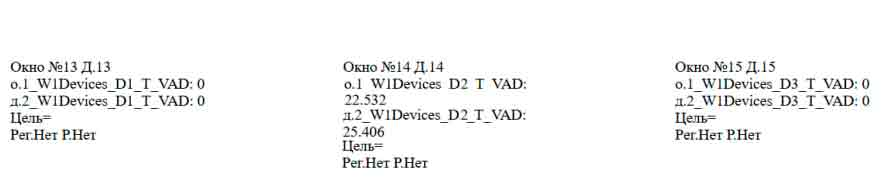 Окно №13 Д.13
о.1_W1Devices_D1_T_VAD: 0
д.2_W1Devices_D1_T_VAD: 0
Цель=
Рег.Нет Р.Нет
Окно №14 Д.14
о.1_W1Devices_D2_T_VAD:
22.532
д.2_W1Devices_D2_T_VAD:
25.406
Цель=
Рег.Нет Р.Нет
Окно №15 Д.15
о.1_W1Devices_D3_T_VAD: 0
д.2_W1Devices_D3_T_VAD: 0
Цель=
Рег.Нет Р.Нет